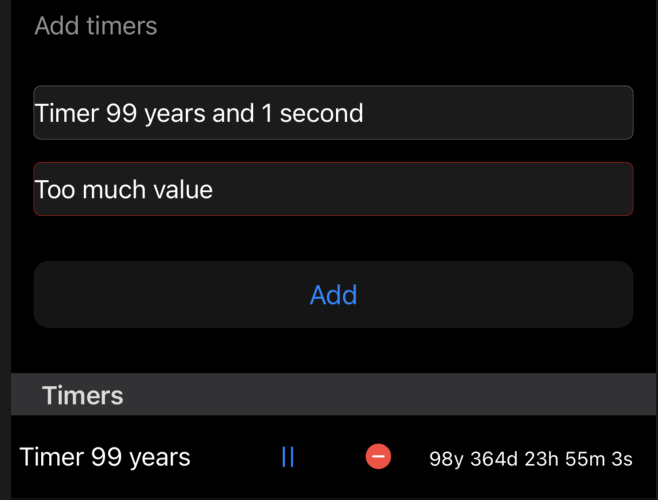 Add timers
Timer 99 years and 1 second
Too much value
Add
Timers
Timer 99 years 98y 364d 23h 55m 3s